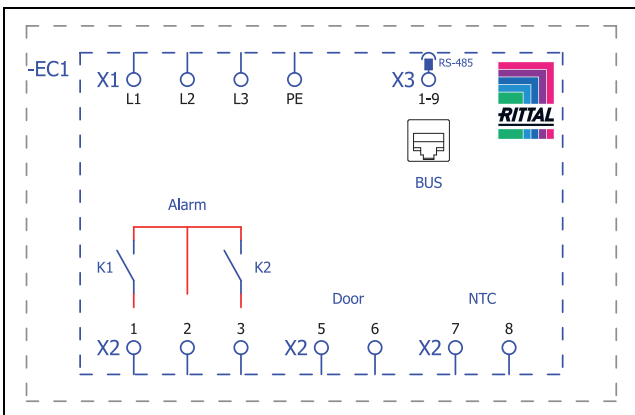 -EC1
X1
L1
L2
L3
PE
X3
RS-485
1-9
RITTAL
BUS
Alarm
K1
K2
Door
NTC
X2
1
2
3
X2
5
6
X2
7
8